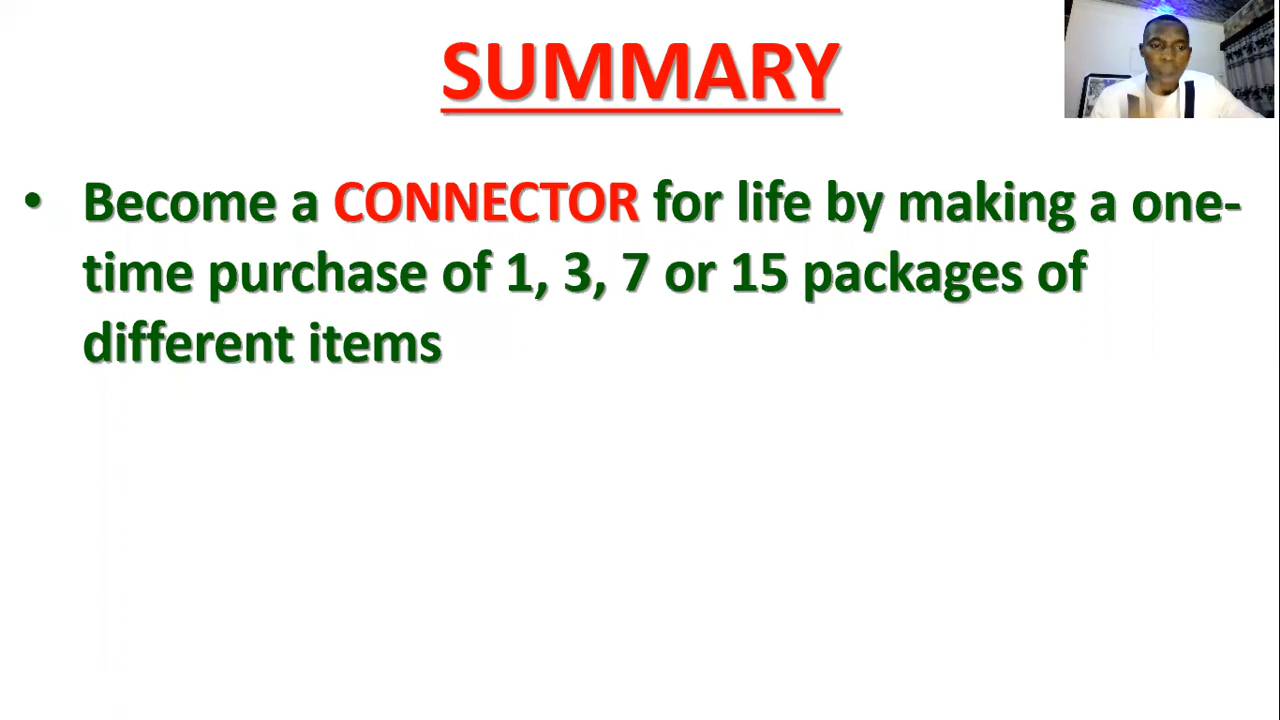 SUMMARY
• Become a CONNECTOR for life by making a one-
time purchase of 1, 3, 7 or 15 packages of
different items